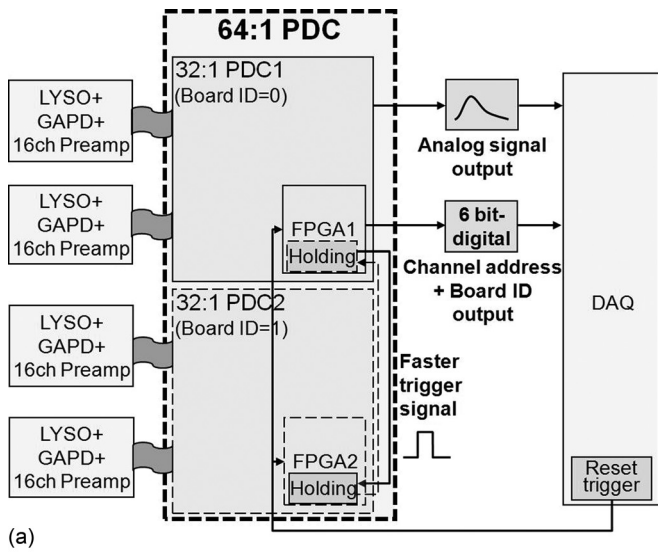 64:1 PDC
32:1 PDC1
(Board ID=0)
LYSO+
GAPD+
16ch Preamp
LYSO+
GAPD+
16ch Preamp
FPGA1
Holding
Analog signal
output
6 bit-
digital
Channel address
+ Board ID
output
DAQ
32:1 PDC2
(Board ID=1)
LYSO+
GAPD+
16ch Preamp
LYSO+
GAPD+
16ch Preamp
FPGA2
Holding
Faster
trigger
signal
Reset
trigger
(a)